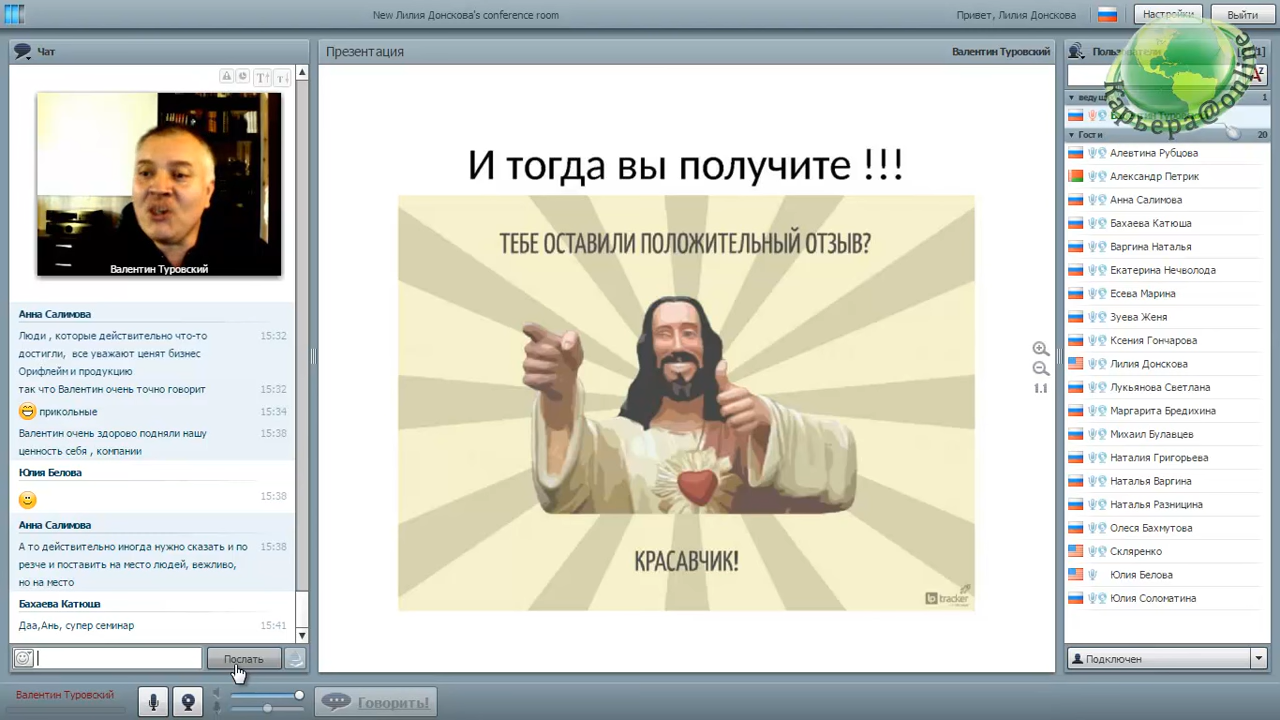 New Лилия Донскова's conference room
Привет, Лилия Донскова
Настройки
Выйти
Чат
Валентин Туровский
Анна Салимова
Люди , которые действительно что-то 15:32
достигли, все уважают ценят бизнес
Орифлейм и продукцию
так что Валентин очень точно говорит 15:32
прикольные 15:34
Валентин очень здорово подняли нашу 15:38
ценность себя , компании
Юлия Белова
15:38
Анна Салимова
А то действительно иногда нужно сказать и по 15:38
резче и поставить на место людей, вежливо,
но на место
Бахаева Катюша
Даа,Ань, супер семинар 15:41
Послать
Валентин Туровский
Говорить!
Презентация
Валентин Туровский
И тогда вы получите !!!
ТЕБЕ ОСТАВИЛИ ПОЛОЖИТЕЛЬНЫЙ ОТЗЫВ?
КРАСАВЧИК!
tracker
1.1
Карьера@online
ведущ 1
Гости 20
Алевтина Рубцова
Александр Петрик
Анна Салимова
Бахаева Катюша
Варгина Наталья
Екатерина Нечволода
Есева Марина
Зуева Женя
Ксения Гончарова
Лилия Донскова
Лукьянова Светлана
Маргарита Бредихина
Михаил Булавцев
Наталия Григорьева
Наталья Варгина
Наталья Разницина
Олеся Бахмутова
Скляренко
Юлия Белова
Юлия Соломатина
Подключен